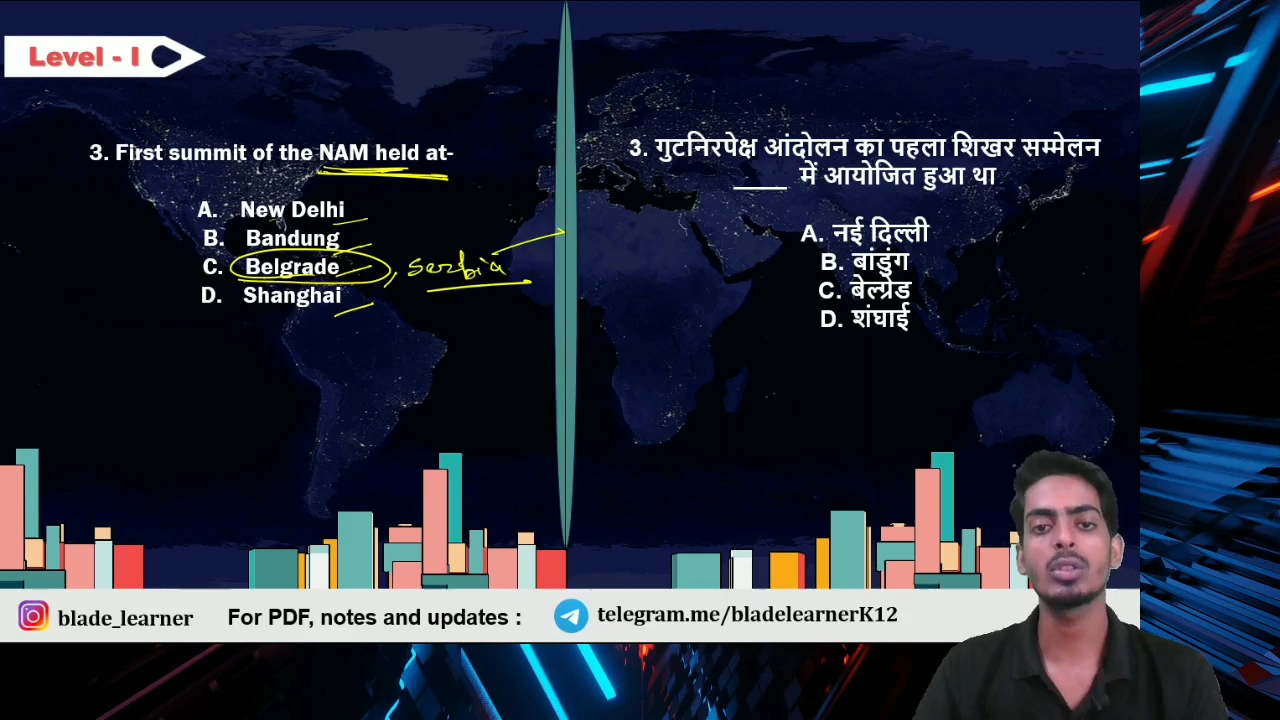 Level - I
3. First summit of the NAM held at-
A. New Delhi
B. Bandung
C. Belgrade, serbia
D. Shanghai
3. गुटनिरपेक्ष आंदोलन का पहला शिखर सम्मेलन
____ में आयोजित हुआ था
A. नई दिल्ली
B. बांडुंग
C. बेल्ग्रेड
D. शंघाई
blade_learner For PDF, notes and updates : telegram.me/bladelearnerK12